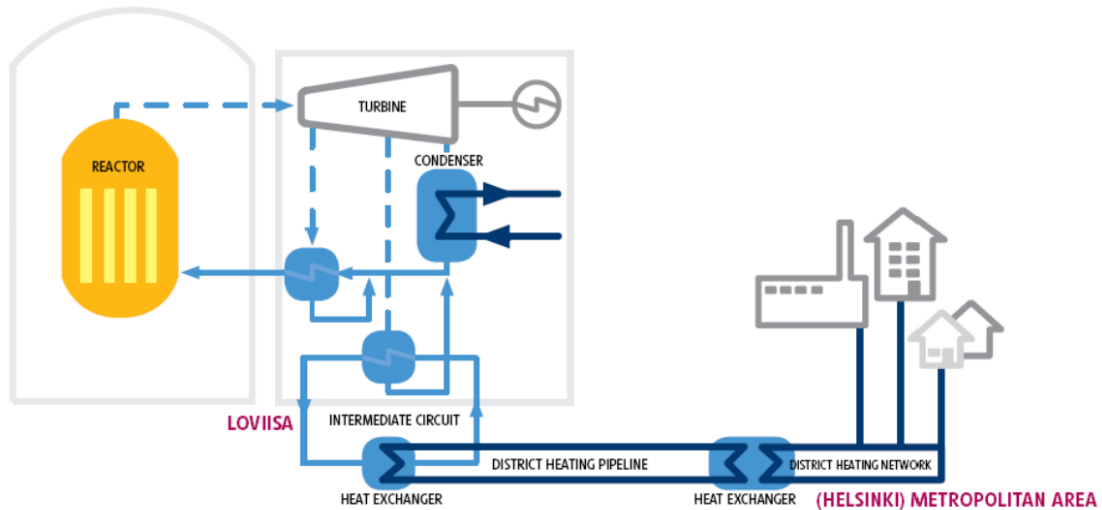 TURBINE
REACTOR
CONDENSER
LOVIISA
INTERMEDIATE CIRCUIT
DISTRICT HEATING PIPELINE
DISTRICT HEATING NETWORK
HEAT EXCHANGER
HEAT EXCHANGER
(HELSINKI) METROPOLITAN AREA